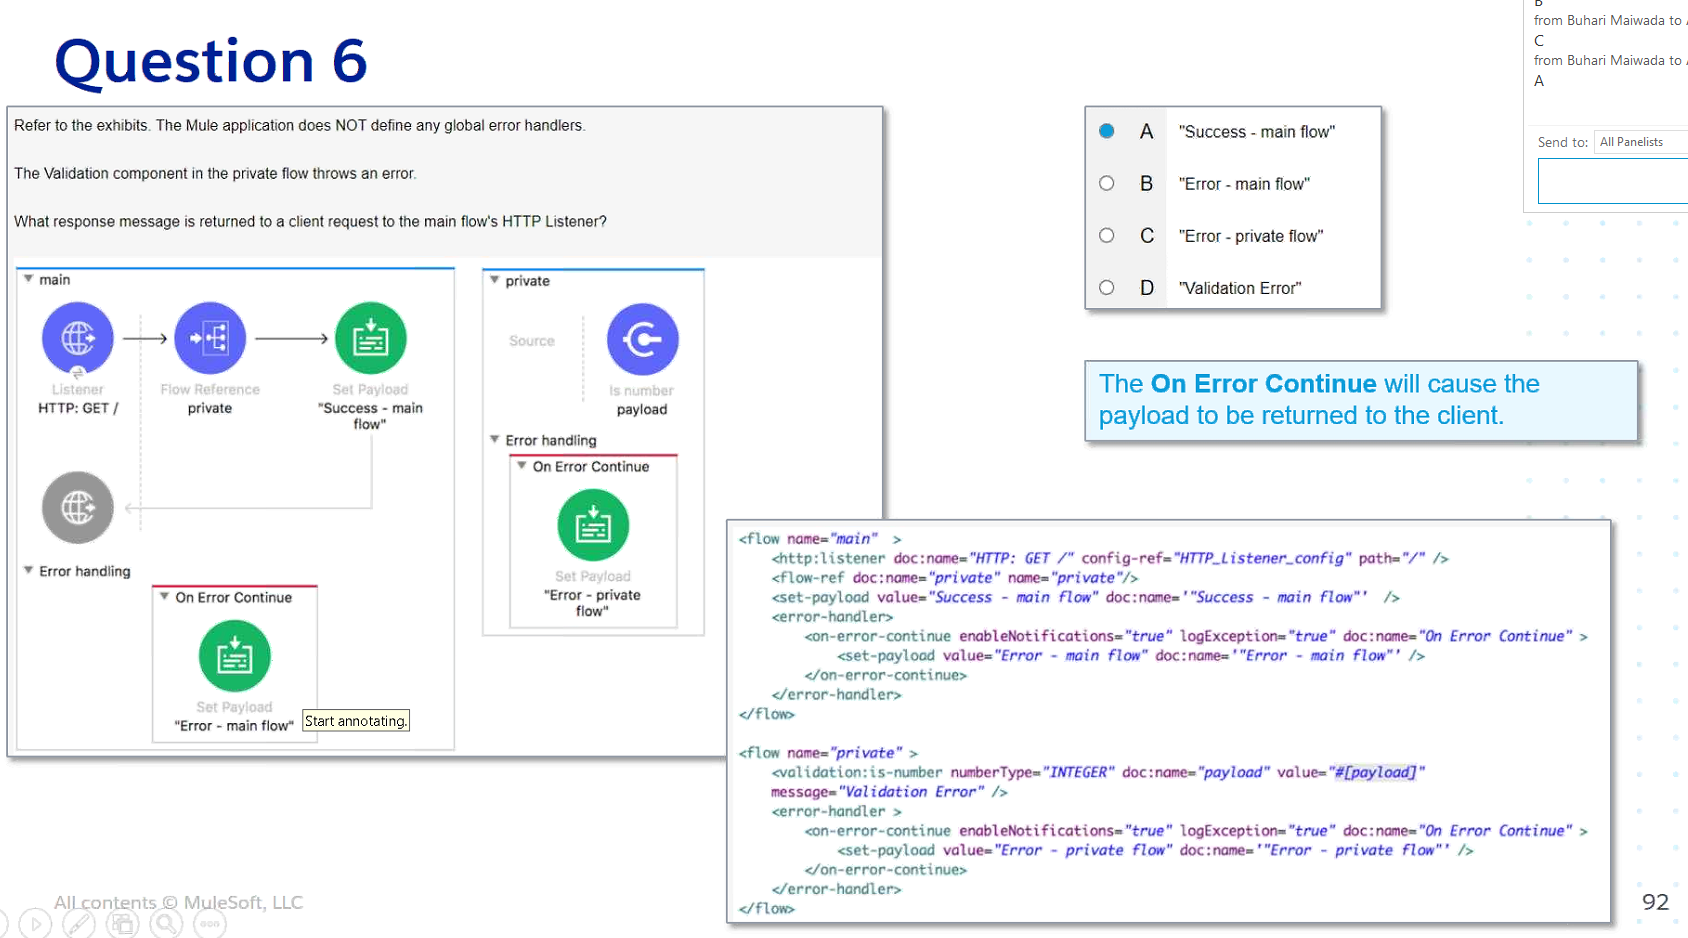 Question 6
Refer to the exhibits. The Mule application does NOT define any global error handlers.
The Validation component in the private flow throws an error.
What response message is returned to a client request to the main flow's HTTP Listener?
main
Listener
HTTP: GET /
Flow Reference
private
Set Payload
"Success - main
flow"
Error handling
On Error Continue
Set Payload
"Error - main flow"
Start annotating.
private
Source
Is number
payload
Error handling
On Error Continue
Set Payload
"Error - private
flow"
A "Success - main flow"
B "Error - main flow"
C "Error - private flow"
D "Validation Error"
The On Error Continue will cause the
payload to be returned to the client.
<flow name="main" >
<http:listener doc:name="HTTP: GET /" config-ref="HTTP_Listener_config" path="/" />
<flow-ref doc:name="private" name="private"/>
<set-payload value="Success - main flow" doc:name='"Success - main flow"' />
<error-handler>
<on-error-continue enableNotifications="true" logException="true" doc:name="On Error Continue" >
<set-payload value="Error - main flow" doc:name='"Error - main flow"' />
</on-error-continue>
</error-handler>
</flow>
<flow name="private" >
<validation:is-number numberType="INTEGER" doc:name="payload" value="#[payload]"
message="Validation Error" />
<error-handler >
<on-error-continue enableNotifications="true" logException="true" doc:name="On Error Continue" >
<set-payload value="Error - private flow" doc:name='"Error - private flow"' />
</on-error-continue>
</error-handler>
</flow>
B
from Buhari Maiwada to
C
from Buhari Maiwada to
A
Send to: All Panelists
All contents © MuleSoft, LLC
92